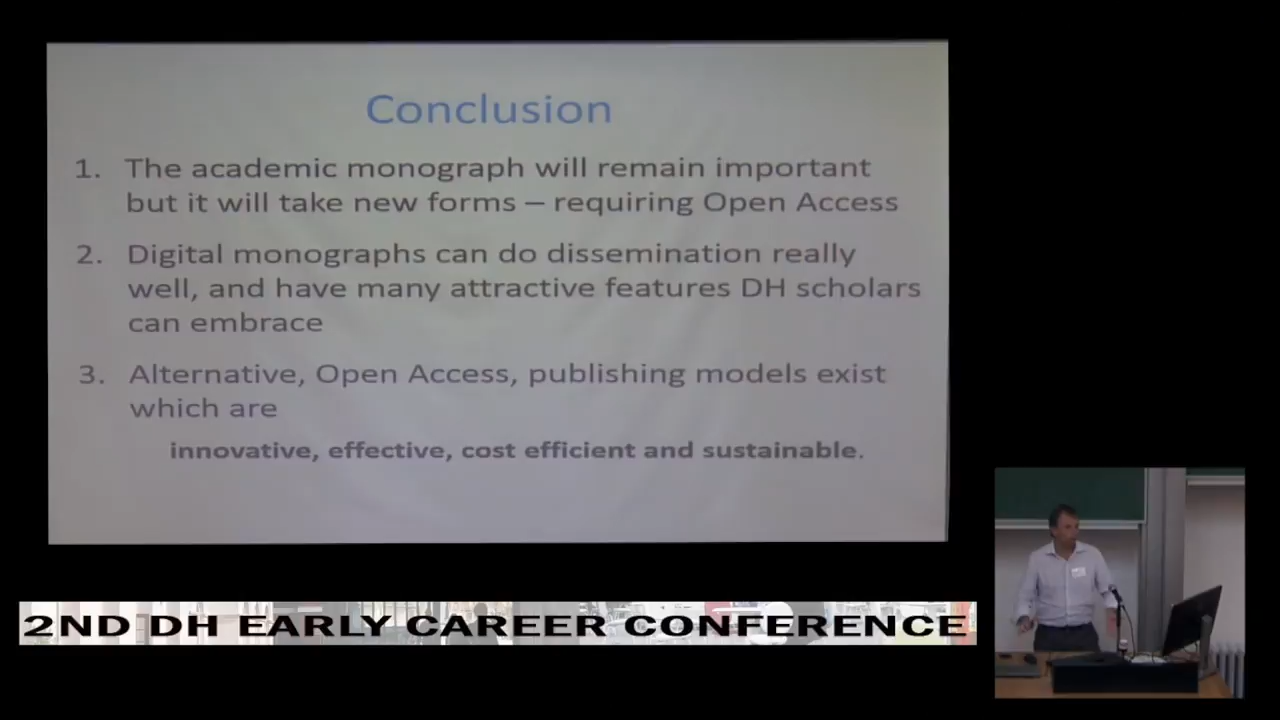 Conclusion
1. The academic monograph will remain important
but it will take new forms – requiring Open Access
2. Digital monographs can do dissemination really
well, and have many attractive features DH scholars
can embrace
3. Alternative, Open Access, publishing models exist
which are
innovative, effective, cost efficient and sustainable.
2ND DH EARLY CAREER CONFERENCE